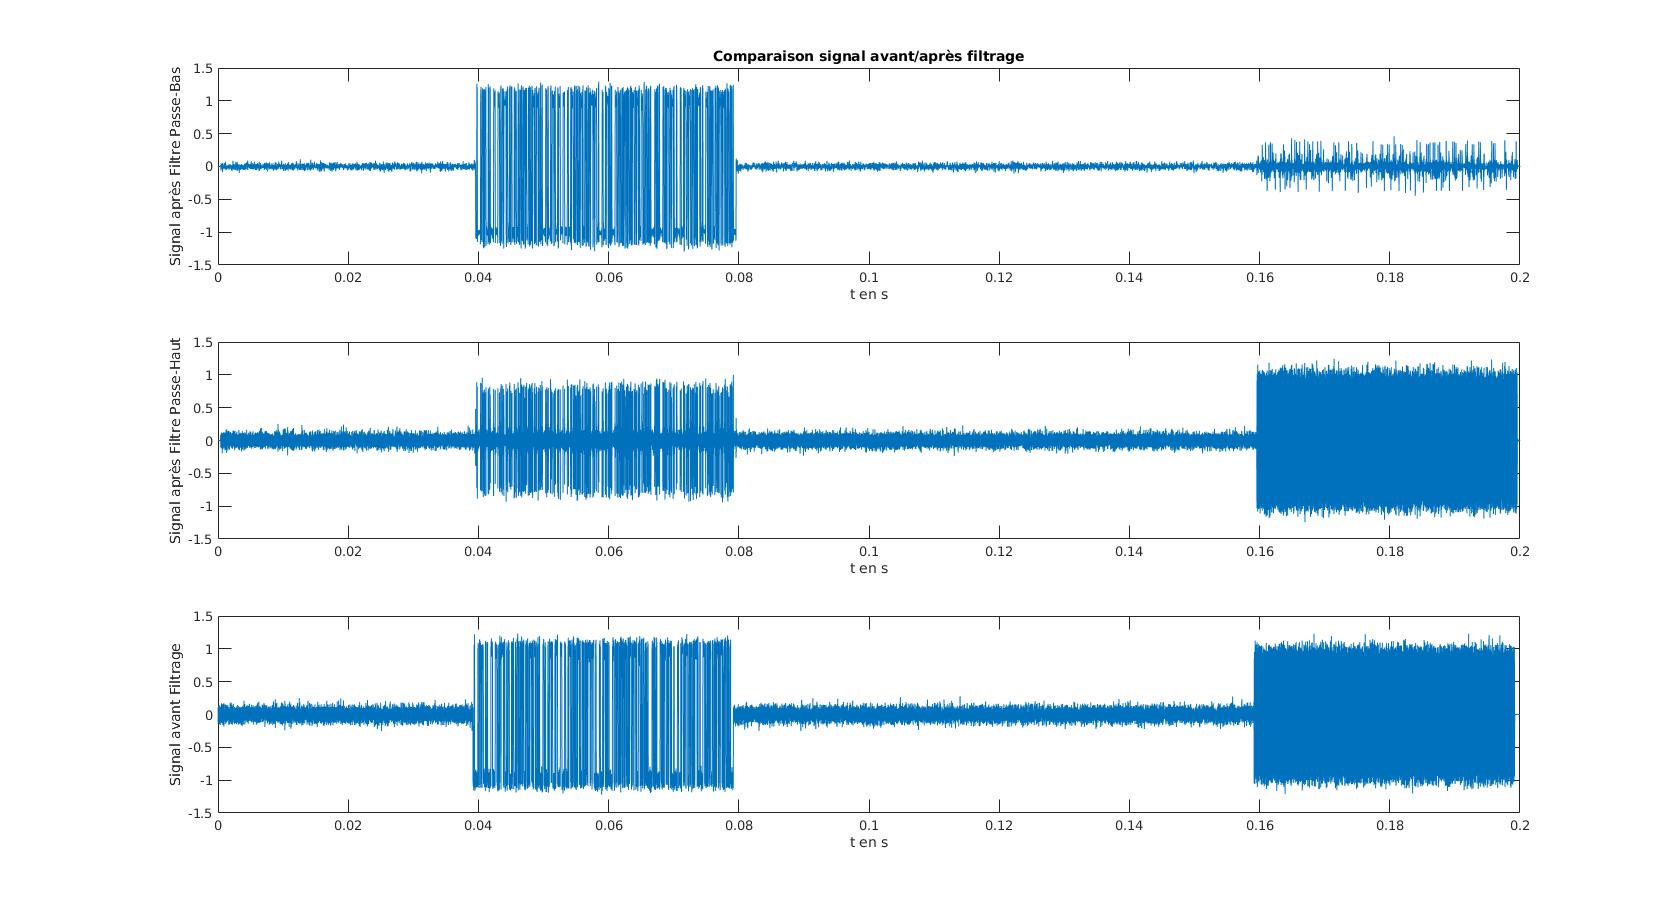 Comparaison signal avant/après filtrage
Signal après Filtre Passe-Bas
1.5
1
0.5
0
-0.5
-1
-1.5
0 0.02 0.04 0.06 0.08 0.1 0.12 0.14 0.16 0.18 0.2
t en s
Signal après Filtre Passe-Haut
1.5
1
0.5
0
-0.5
-1
-1.5
0 0.02 0.04 0.06 0.08 0.1 0.12 0.14 0.16 0.18 0.2
t en s
Signal avant Filtrage
1.5
1
0.5
0
-0.5
-1
-1.5
0 0.02 0.04 0.06 0.08 0.1 0.12 0.14 0.16 0.18 0.2
t en s